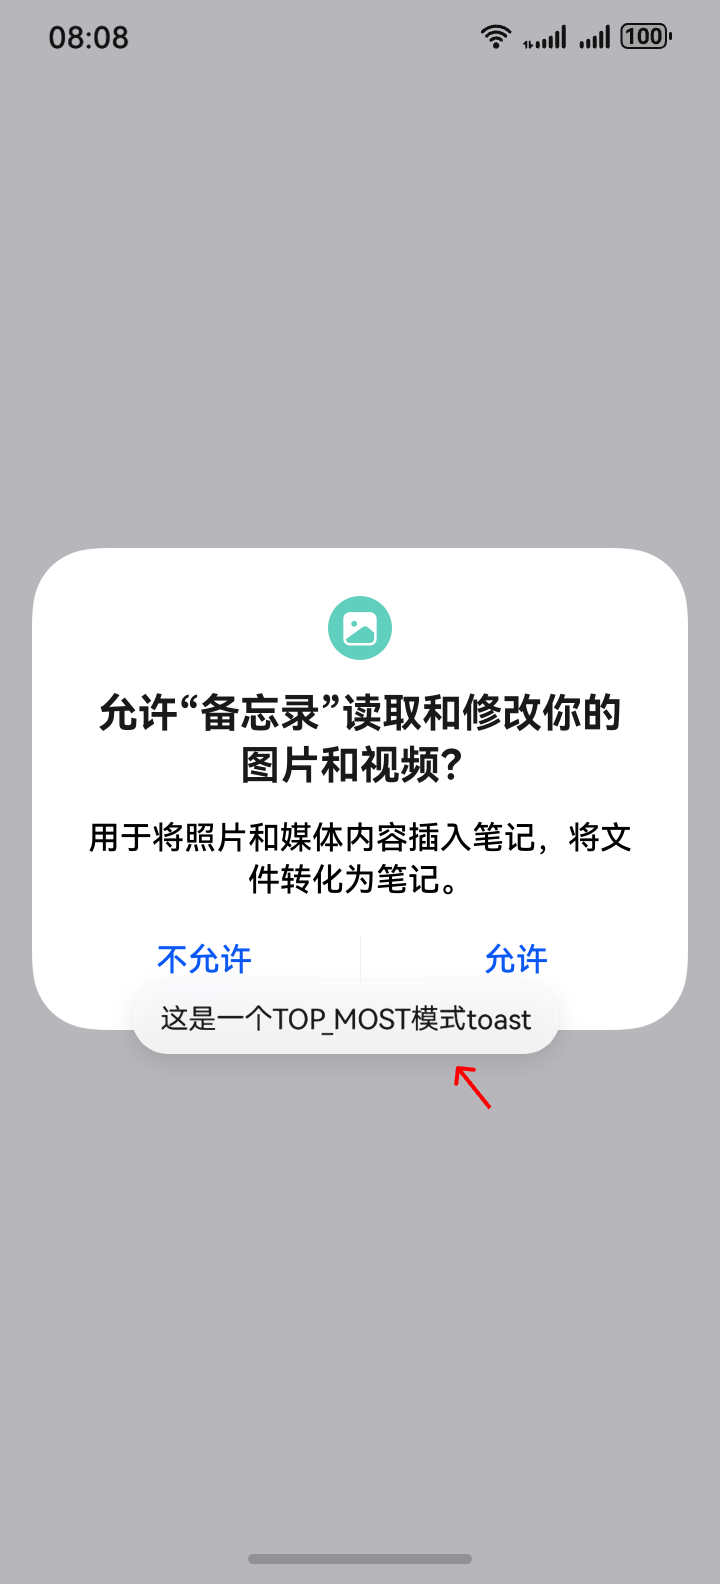 08:08
100
允许“备忘录”读取和修改你的
图片和视频？
用于将照片和媒体内容插入笔记，将文
件转化为笔记。
不允许
允许
这是一个TOP_MOST模式toast